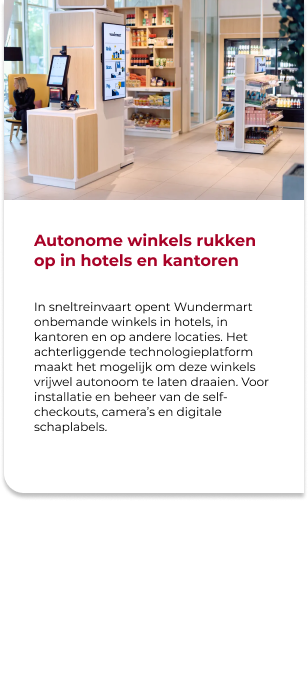 Autonome winkels rukken
op in hotels en kantoren
In sneltreinvaart opent Wundermart
onbemande winkels in hotels, in
kantoren en op andere locaties. Het
achterliggende technologieplatform
maakt het mogelijk om deze winkels
vrijwel autonoom te laten draaien. Voor
installatie en beheer van de self-
checkouts, camera’s en digitale
schaplabels.